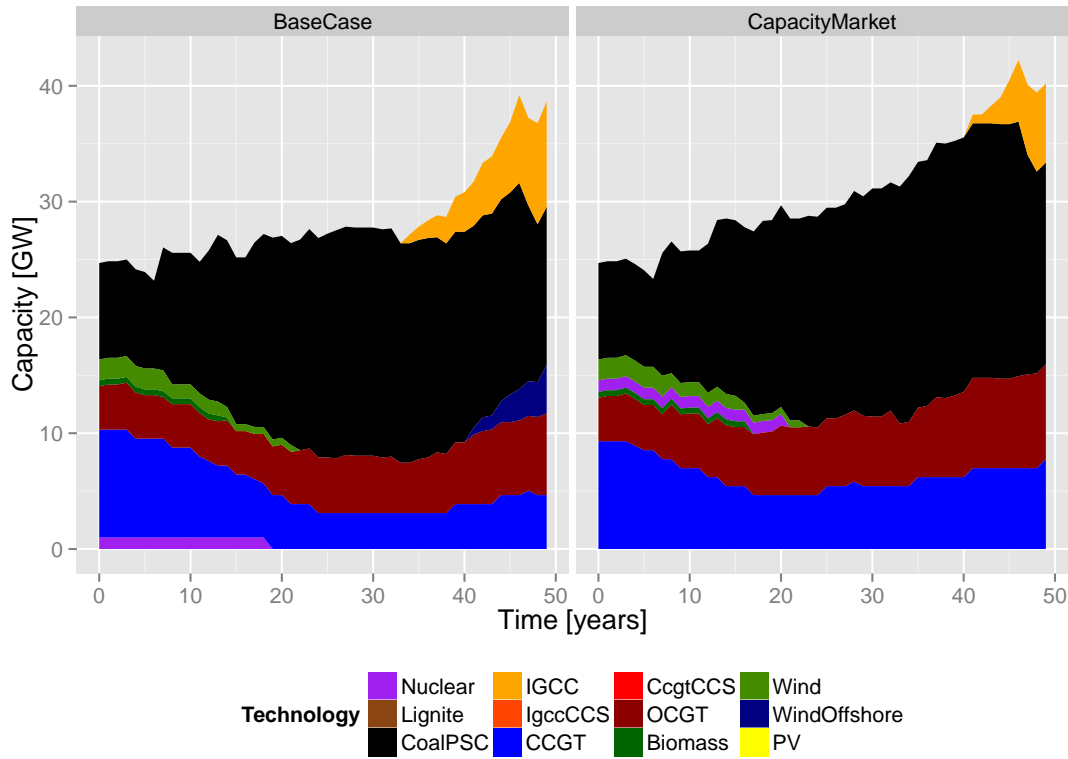 BaseCase
CapacityMarket
Capacity [GW]
40
30
20
10
0
0 10 20 30 40 50
0 10 20 30 40 50
Time [years]
Technology
Nuclear IGCC CcgtCCS Wind
Lignite IgccCCS OCGT WindOffshore
CoalPSC CCGT Biomass PV